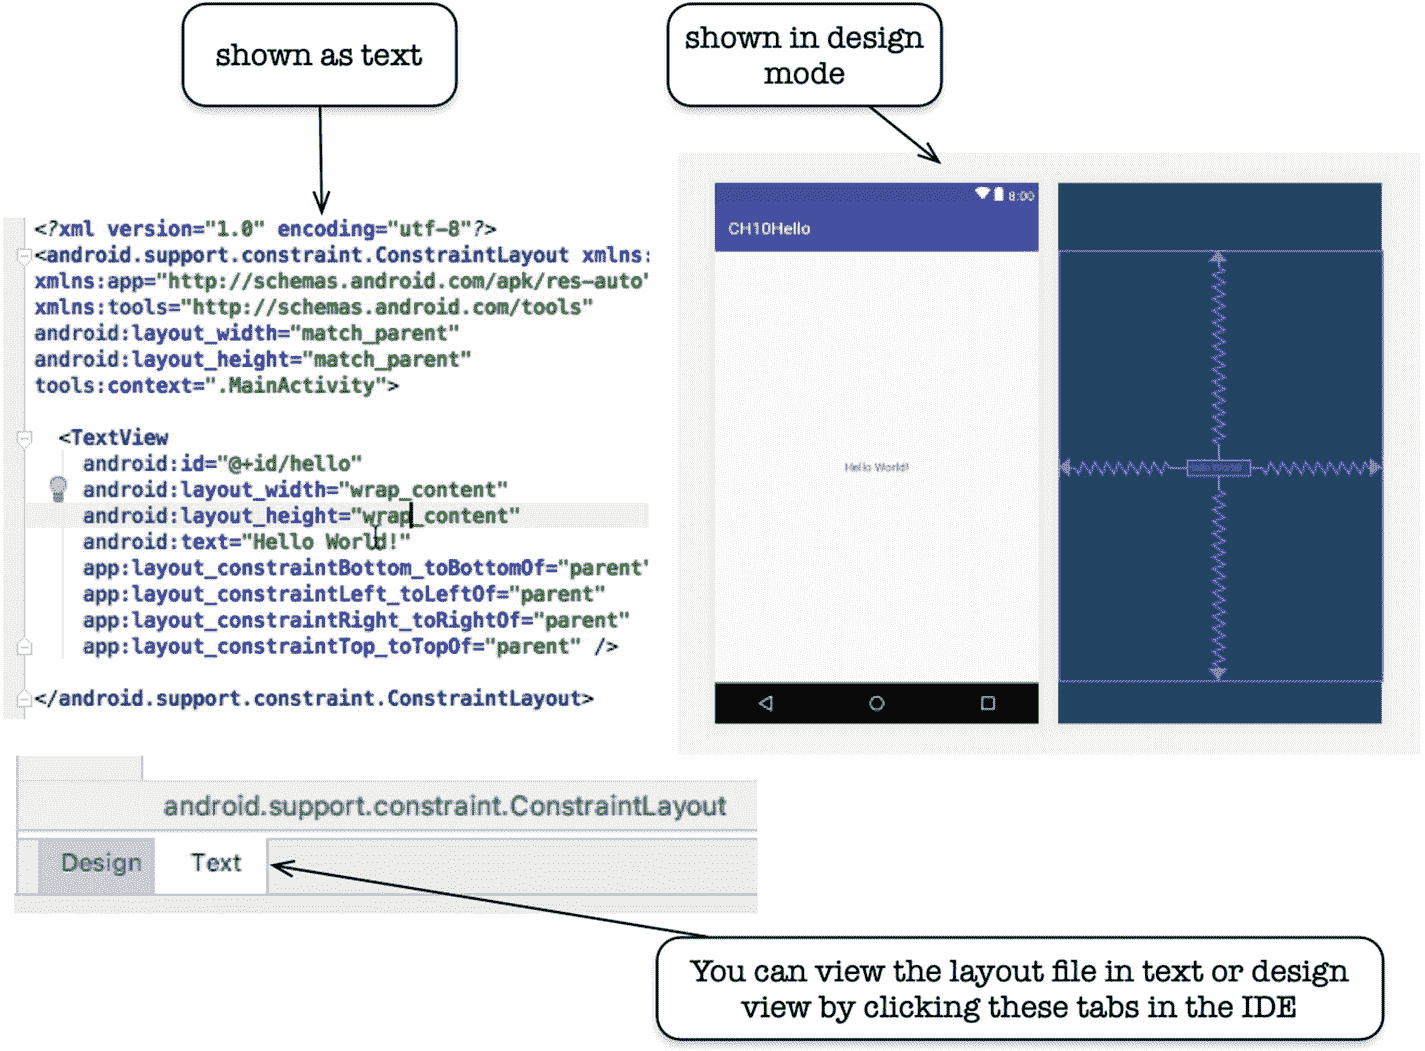 shown as text
shown in design
mode
<?xml version="1.0" encoding="utf-8"?>
<android.support.constraint.ConstraintLayout xmlns:
xmlns:app="http://schemas.android.com/apk/res-auto"
xmlns:tools="http://schemas.android.com/tools"
android:layout_width="match_parent"
android:layout_height="match_parent"
tools:context=".MainActivity">
<TextView
android:id="@+id/hello"
android:layout_width="wrap_content"
android:layout_height="wrap_content"
android:text="Hello World!"
app:layout_constraintBottom_toBottomOf="parent"
app:layout_constraintLeft_toLeftOf="parent"
app:layout_constraintRight_toRightOf="parent"
app:layout_constraintTop_toTopOf="parent" />
</android.support.constraint.ConstraintLayout>
8:00
CH10Hello
Hello World!
Hello World!
android.support.constraint.ConstraintLayout
Design Text
You can view the layout file in text or design
view by clicking these tabs in the IDE